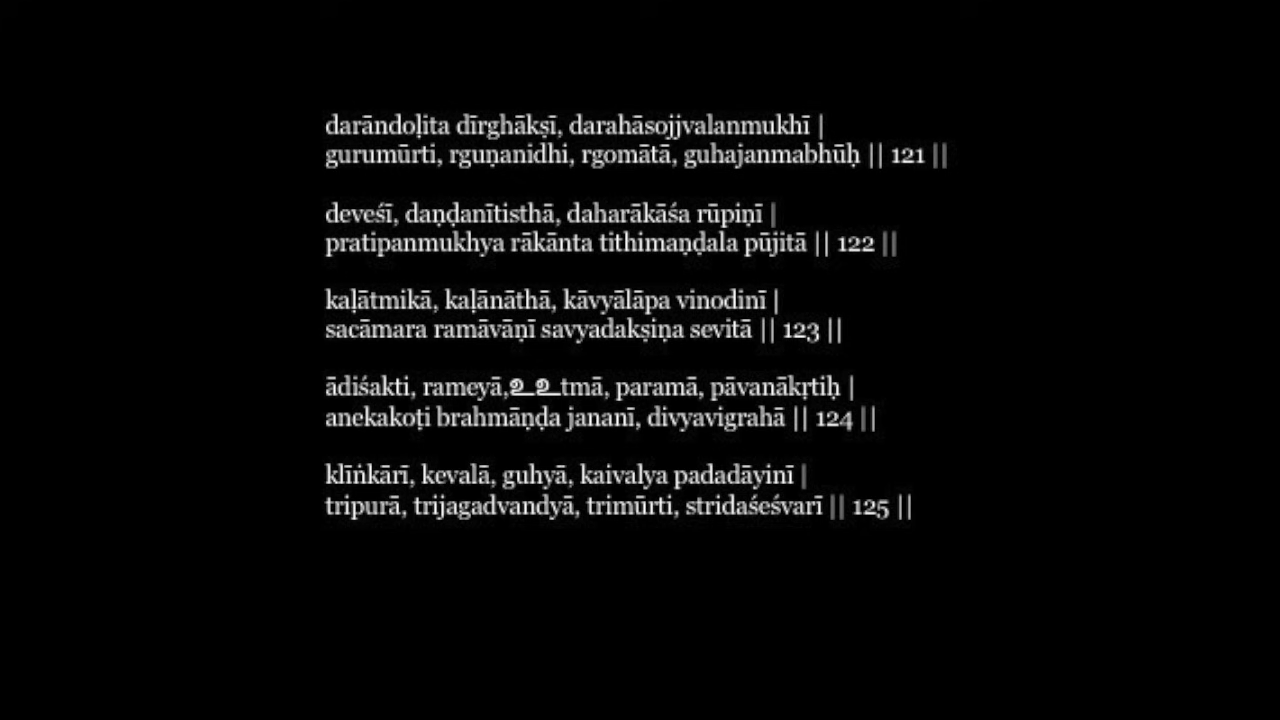 darāndoḷita dīrghākṣī, darahāsojjvalanmukhī |
gurumūrti, rguṇanidhi, rgomātā, guhajanmabhūḥ || 121 ||
deveśī, daṇḍanītisthā, daharākāśa rūpiṇī |
pratipanmukhya rākānta tithimaṇḍala pūjitā || 122 ||
kaḷātmikā, kaḷānāthā, kāvyālāpa vinodinī |
sacāmara ramāvāṇī savyadakṣiṇa sevitā || 123 ||
ādiśakti, rameyā,உஉtmā, paramā, pāvanākṛtiḥ |
anekakoṭi brahmāṇḍa jananī, divyavigrahā || 124 ||
klīṅkārī, kevalā, guhyā, kaivalya padadāyinī |
tripurā, trijagadvandyā, trimūrti, stridaśeśvarī || 125 ||